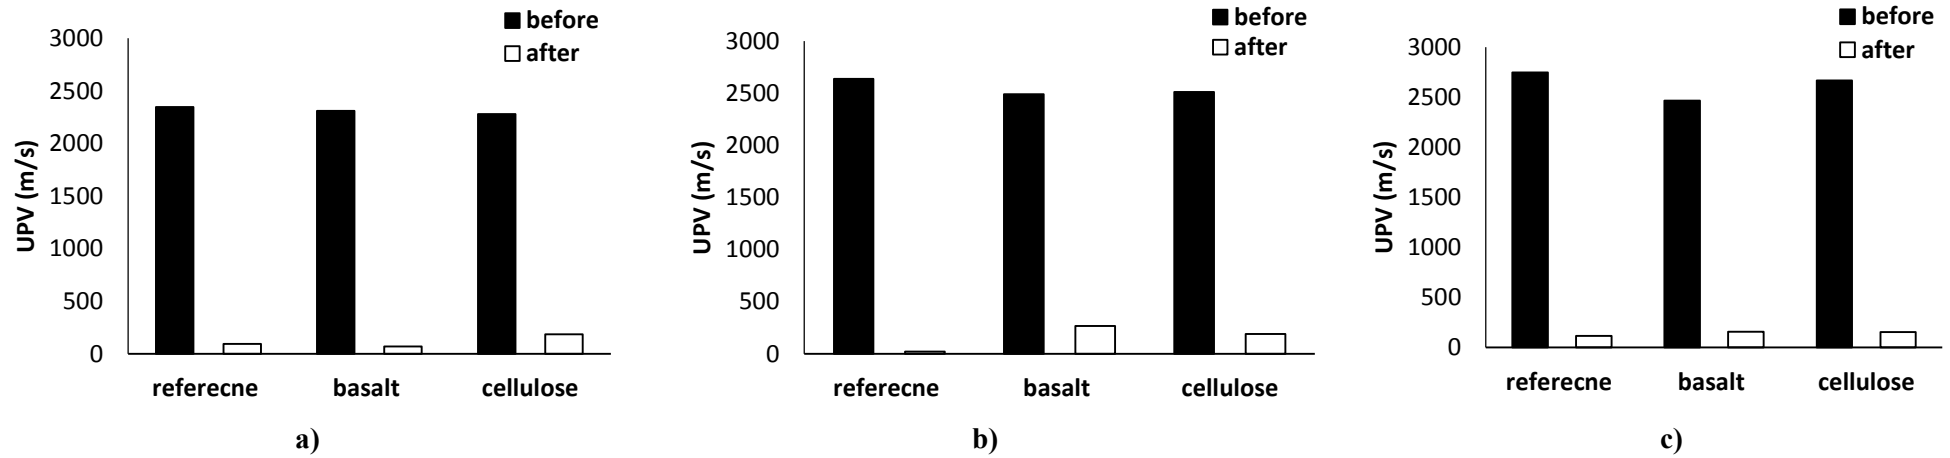 before
after
3000
2500
2000
1500
1000
500
0
UPV (m/s)
referecne basalt cellulose
a)
before
after
3000
2500
2000
1500
1000
500
0
UPV (m/s)
referecne basalt cellulose
b)
before
after
3000
2500
2000
1500
1000
500
0
UPV (m/s)
referecne basalt cellulose
c)